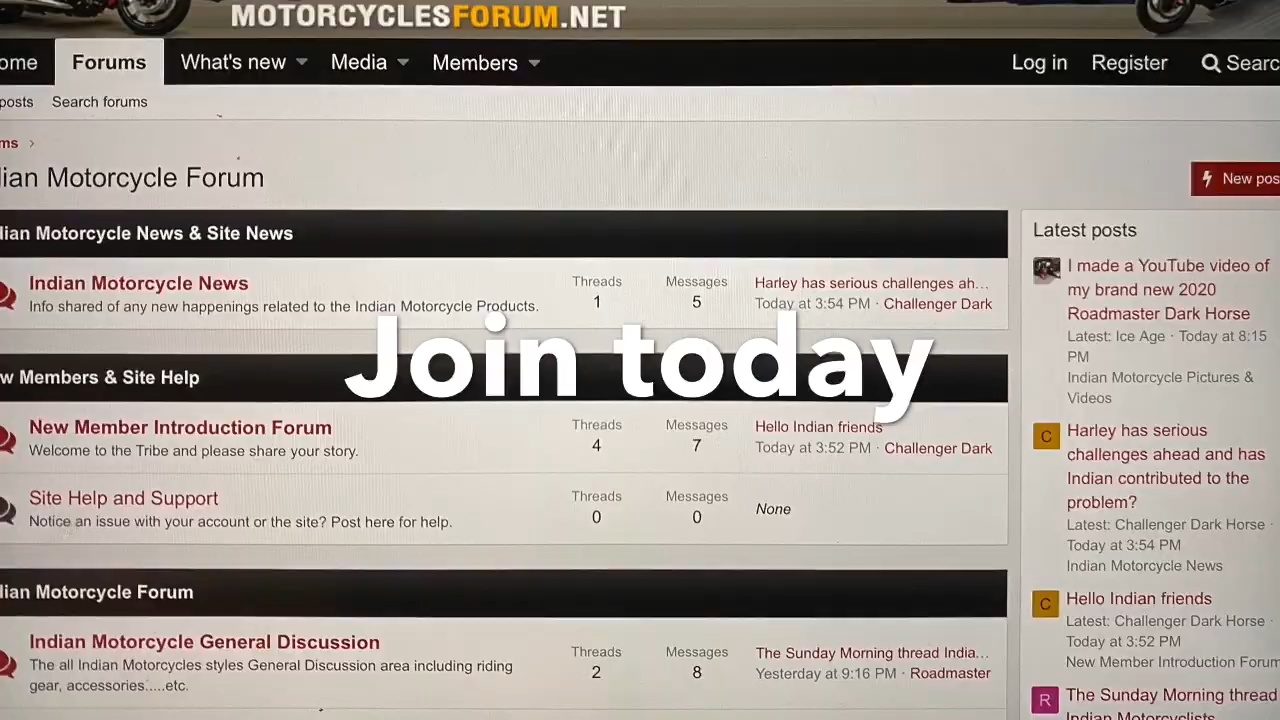 MOTORCYCLESFORUM.NET
ome Forums What's new Media Members Log in Register Searc
posts Search forums
ms
ian Motorcycle Forum New pos
ian Motorcycle News & Site News
Indian Motorcycle News
Info shared of any new happenings related to the Indian Motorcycle Products.
Threads
1
Messages
5
Harley has serious challenges ah...
Today at 3:54 PM · Challenger Dark
Join today
w Members & Site Help
New Member Introduction Forum
Welcome to the Tribe and please share your story.
Threads
4
Messages
7
Hello Indian friends
Today at 3:52 PM · Challenger Dark
Site Help and Support
Notice an issue with your account or the site? Post here for help.
Threads
0
Messages
0
None
ian Motorcycle Forum
Indian Motorcycle General Discussion
The all Indian Motorcycles styles General Discussion area including riding
gear, accessories.....etc.
Threads
2
Messages
8
The Sunday Morning thread India...
Yesterday at 9:16 PM · Roadmaster
Latest posts
I made a YouTube video of
my brand new 2020
Roadmaster Dark Horse
Latest: Ice Age · Today at 8:15
PM
Indian Motorcycle Pictures &
Videos
C
Harley has serious
challenges ahead and has
Indian contributed to the
problem?
Latest: Challenger Dark Horse ·
Today at 3:54 PM
Indian Motorcycle News
C
Hello Indian friends
Latest: Challenger Dark Horse ·
Today at 3:52 PM
New Member Introduction Forum
R
The Sunday Morning thread
Indian Motorcyclists